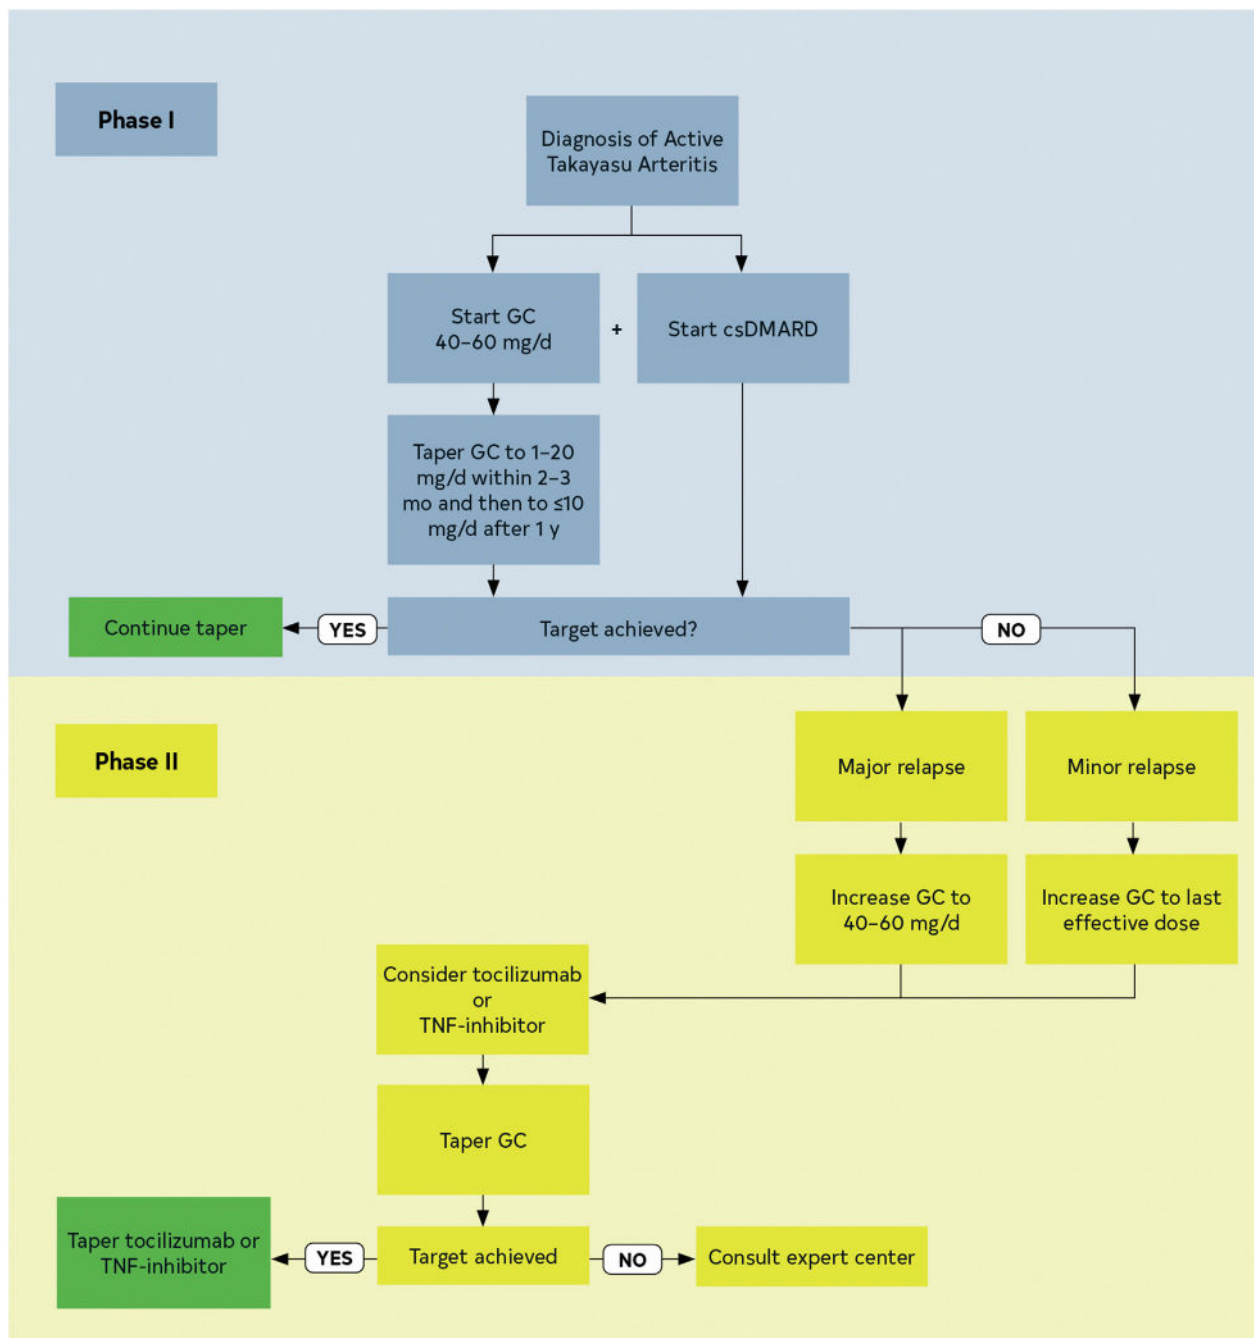 Phase I
Diagnosis of Active
Takayasu Arteritis
Start GC
40–60 mg/d
+
Start csDMARD
Taper GC to 1–20
mg/d within 2–3
mo and then to ≤10
mg/d after 1 y
Continue taper
YES
Target achieved?
NO
Phase II
Major relapse
Minor relapse
Increase GC to
40–60 mg/d
Increase GC to last
effective dose
Consider tocilizumab
or
TNF-inhibitor
Taper GC
Taper tocilizumab or
TNF-inhibitor
YES
Target achieved
NO
Consult expert center